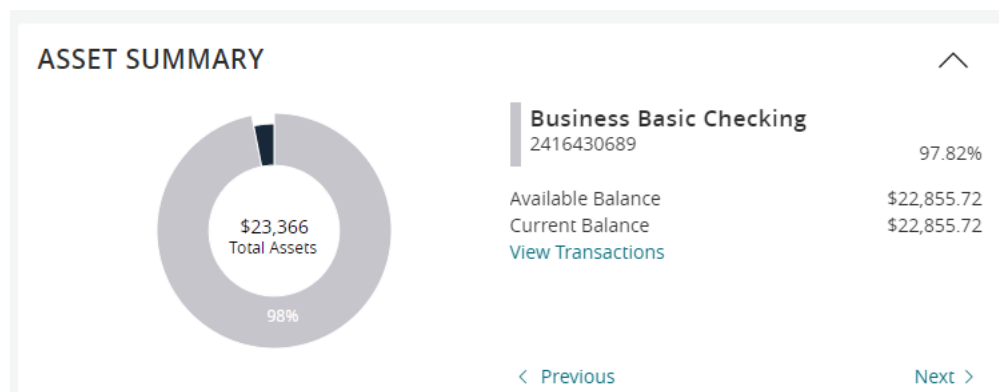 ASSET SUMMARY
$23,366
Total Assets
98%
Business Basic Checking
2416430689
97.82%
Available Balance $22,855.72
Current Balance $22,855.72
View Transactions
< Previous Next >